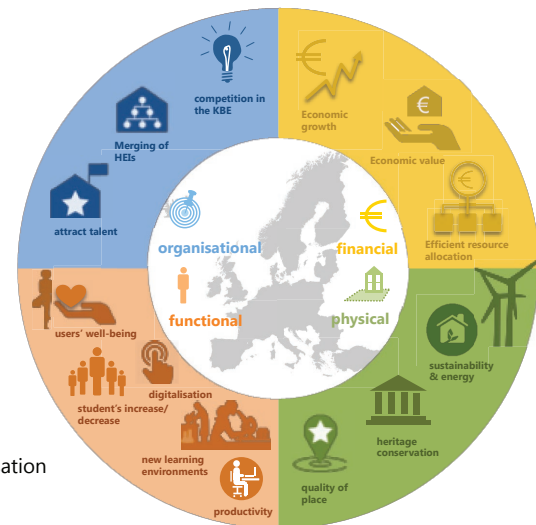 competition in
the KBE
Merging of
HEIs
attract talent
Economic
growth
€
Economic value
€
Efficient resource
allocation
organisational
€
financial
functional
physical
users' well-being
digitalisation
student's increase/
decrease
new learning
environments
productivity
sustainability
& energy
heritage
conservation
quality of
place
ation